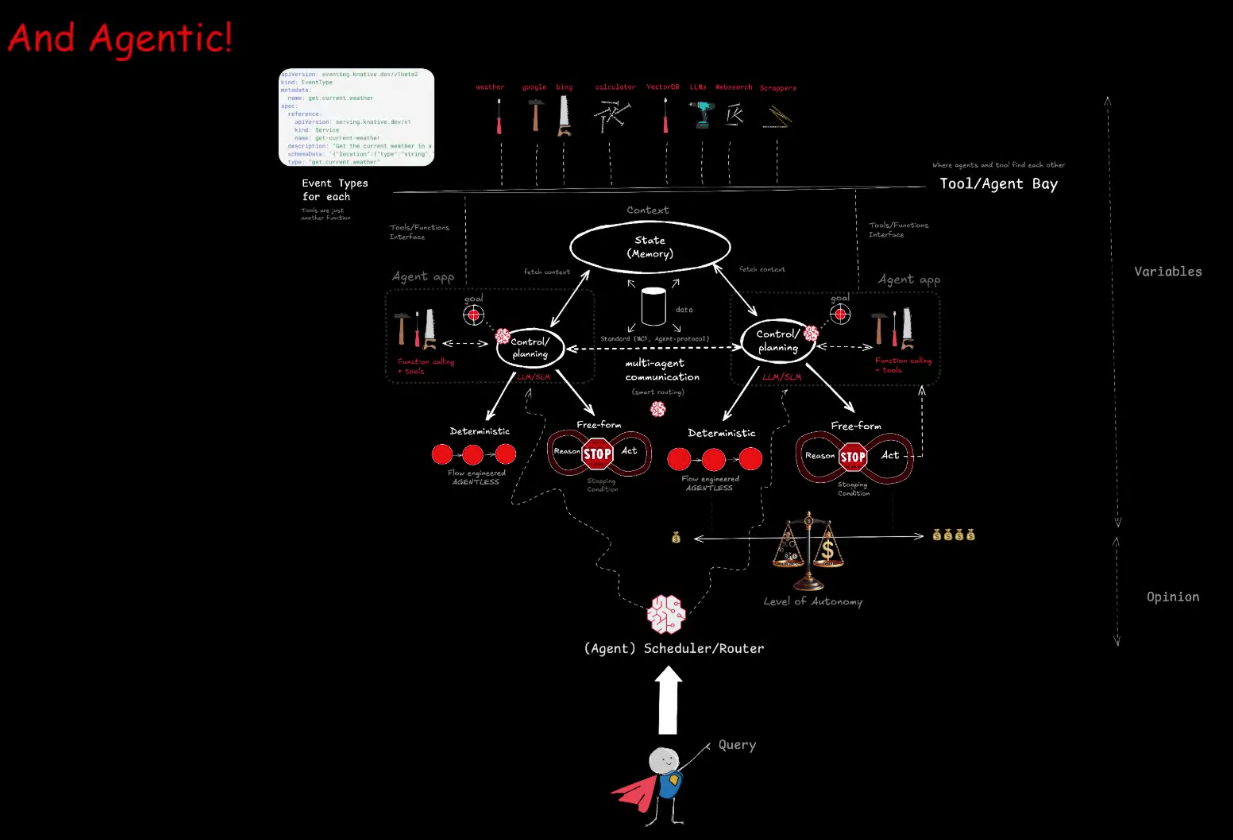 And Agentic!
apiVersion: eventing.knative.dev/v1beta2
kind: EventType
metadata:
name: get.current.weather
spec:
reference:
apiVersion: serving.knative.dev/v1
kind: Service
name: get-current-weather
description: "Get the current weather in a
schemaData: '{"location":{"type":"string",
type: "get.current.weather"
weather google bing calculator VectorDB LLMs Websearch Scrappers
Where agents and tool find each other
Tool/Agent Bay
Event Types
for each
Tools are just
another function
Context
State
(Memory)
Tools/Functions
Interface
Tools/Functions
Interface
fetch context
fetch context
Agent app
Agent app
goal
goal
data
Control/
planning
Control/
planning
Function calling
+ tools
Function calling
+ tools
multi-agent
communication
(smart routing)
LLM/SLM
LLM/SLM
Deterministic
Flow engineered
AGENTLESS
Free-form
Reason STOP Act
Stopping
Condition
Deterministic
Flow engineered
AGENTLESS
Free-form
Reason STOP Act
Stopping
Condition
Variables
$
Level of Autonomy
Opinion
(Agent) Scheduler/Router
Query